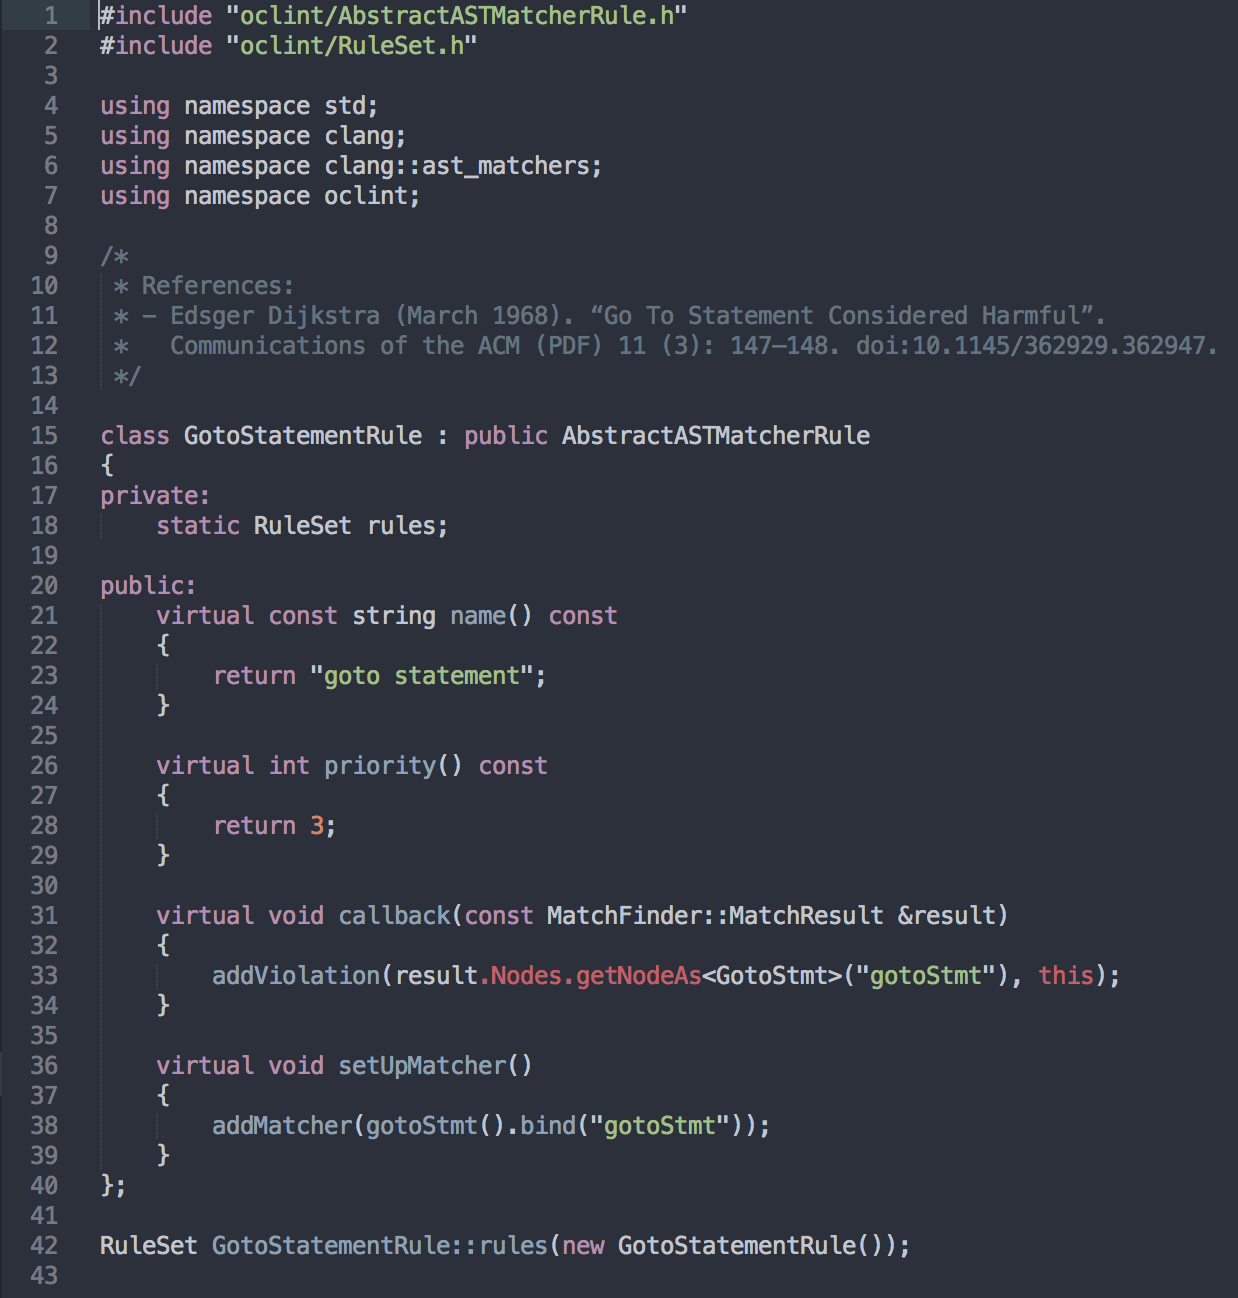 1 #include "oclint/AbstractASTMatcherRule.h"
2 #include "oclint/RuleSet.h"
3
4 using namespace std;
5 using namespace clang;
6 using namespace clang::ast_matchers;
7 using namespace oclint;
8
9 /*
10  * References:
11  * – Edsger Dijkstra (March 1968). “Go To Statement Considered Harmful”.
12  *   Communications of the ACM (PDF) 11 (3): 147–148. doi:10.1145/362929.362947.
13  */
14
15 class GotoStatementRule : public AbstractASTMatcherRule
16 {
17 private:
18     static RuleSet rules;
19
20 public:
21     virtual const string name() const
22     {
23         return "goto statement";
24     }
25
26     virtual int priority() const
27     {
28         return 3;
29     }
30
31     virtual void callback(const MatchFinder::MatchResult &result)
32     {
33         addViolation(result.Nodes.getNodeAs<GotoStmt>("gotoStmt"), this);
34     }
35
36     virtual void setUpMatcher()
37     {
38         addMatcher(gotoStmt().bind("gotoStmt"));
39     }
40 };
41
42 RuleSet GotoStatementRule::rules(new GotoStatementRule());
43